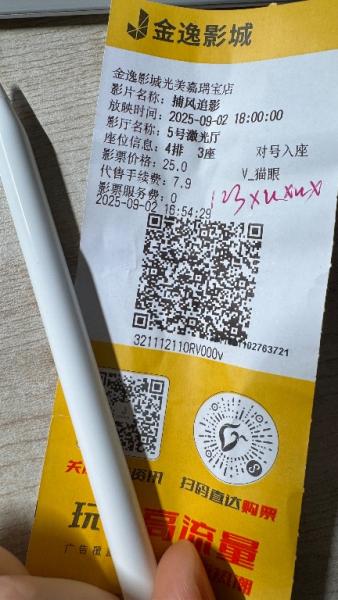 金逸影城
金逸影城光美嘉瑞宝店
影片名称：捕风追影
放映时间：2025-09-02 18:00:00
影厅名称：5号激光厅
座位信息：4排 3座 对号入座
影票价格：25.0
代售手续费：7.9 V_猫眼
影票服务费：0
2025-09-02 16:54:29
321112110RV000v
扫码直达购票
资讯
高流量